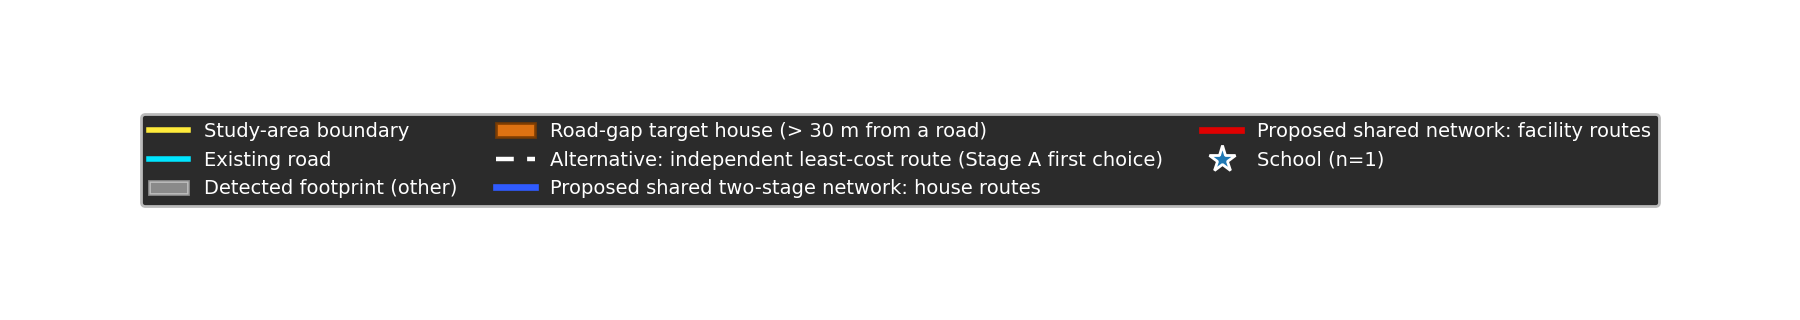 Study-area boundary
Existing road
Detected footprint (other)
Road-gap target house (> 30 m from a road)
Alternative: independent least-cost route (Stage A first choice)
Proposed shared two-stage network: house routes
Proposed shared network: facility routes
School (n=1)